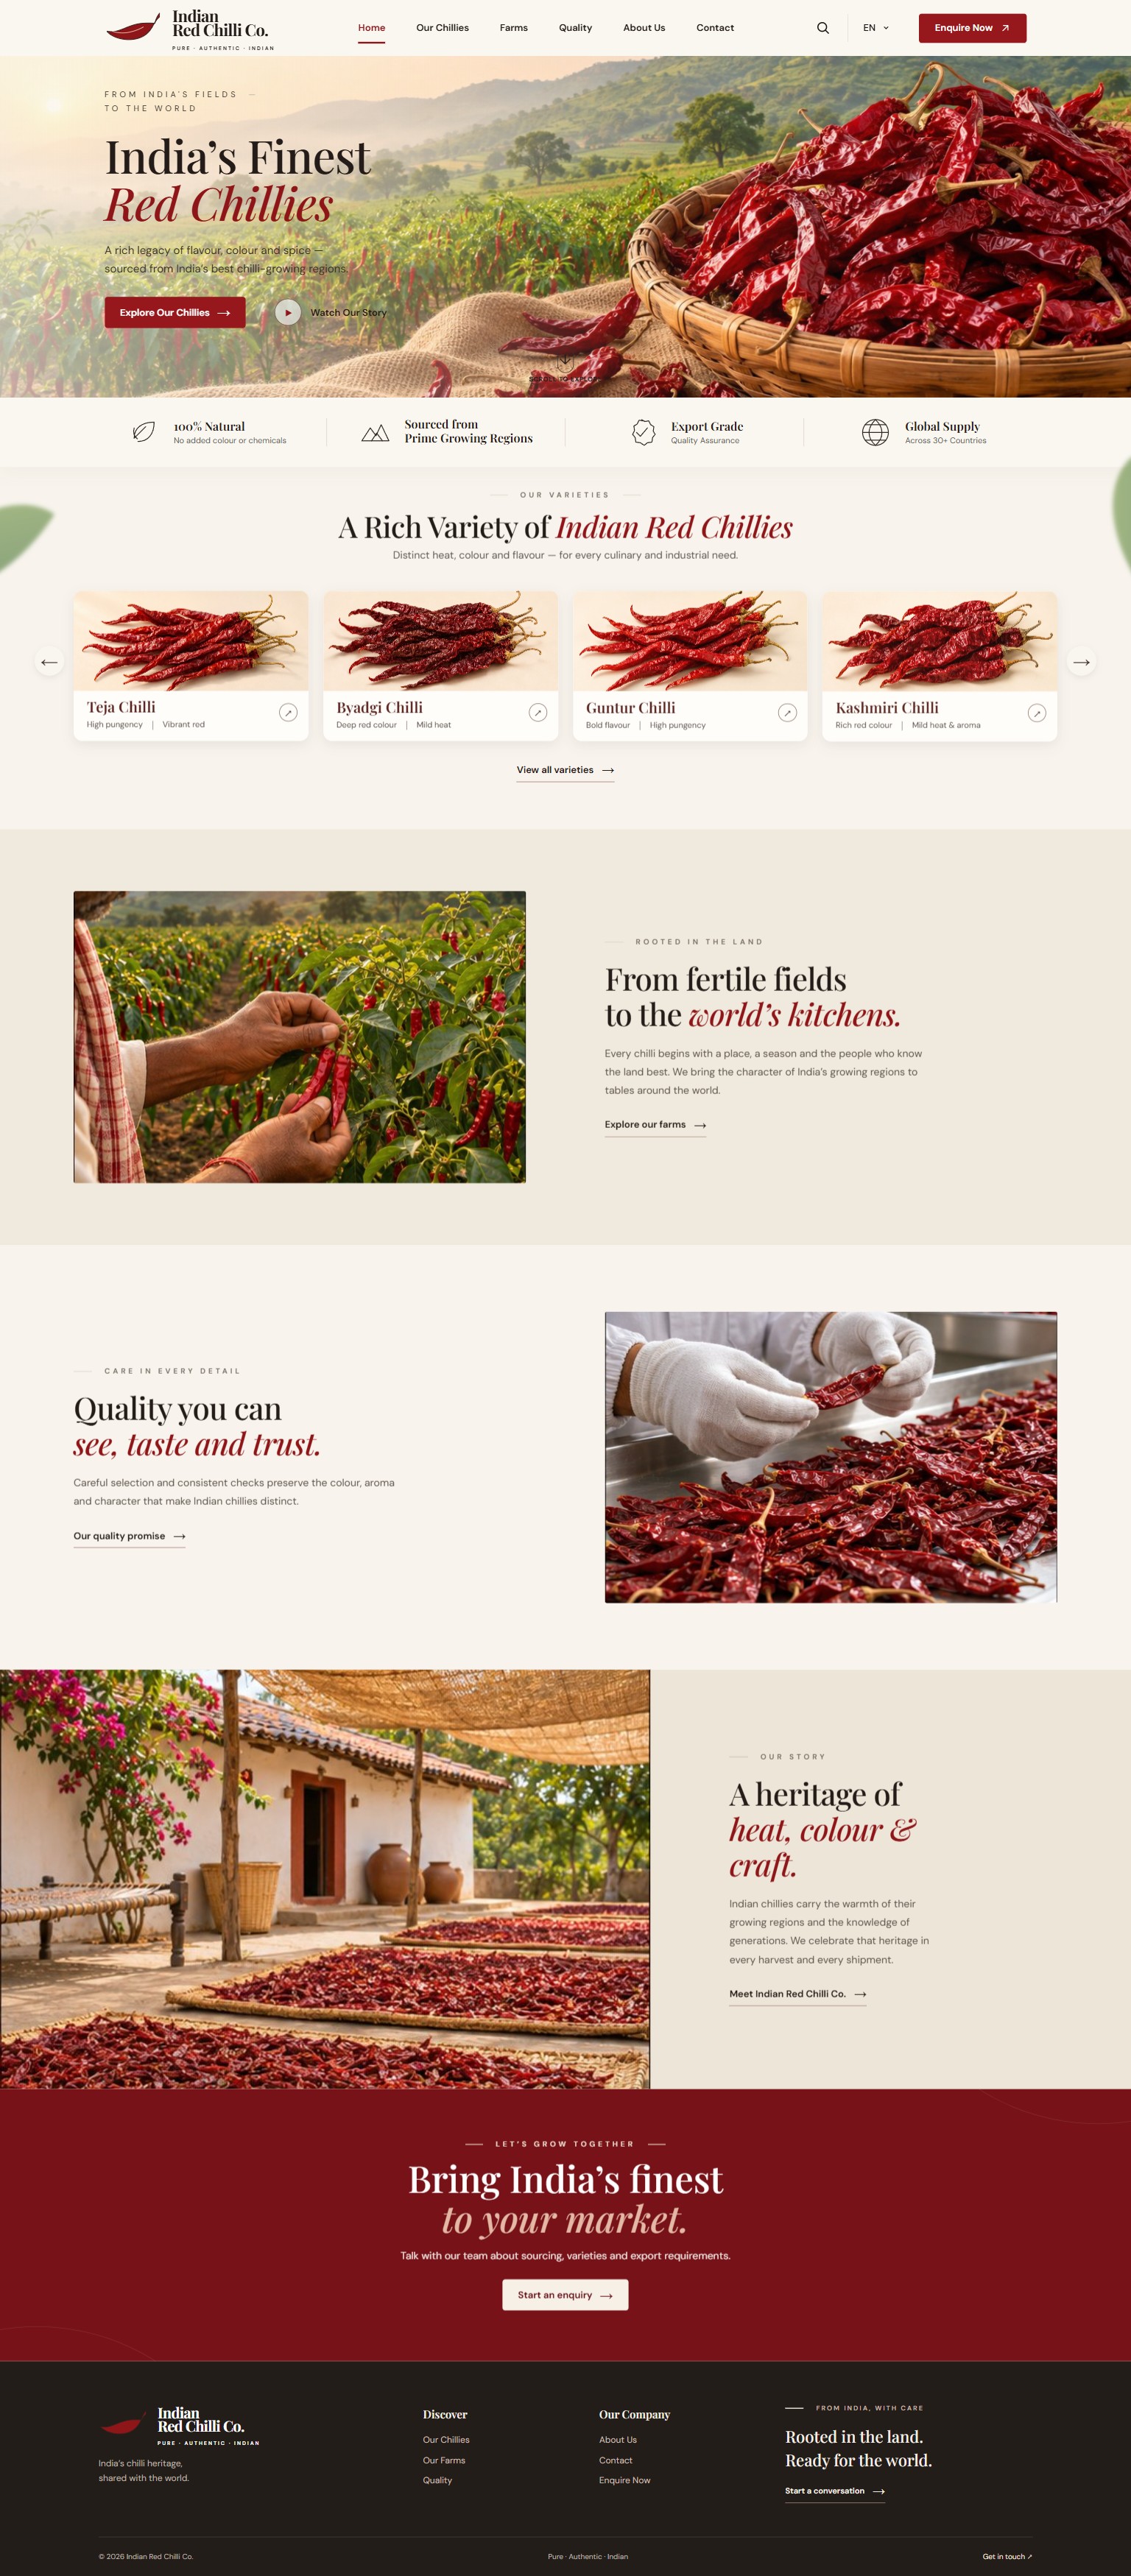 Indian
Red Chilli Co.
PURE · AUTHENTIC · INDIAN
Home
Our Chillies
Farms
Quality
About Us
Contact
EN
Enquire Now
FROM INDIA'S FIELDS
TO THE WORLD
India’s Finest
Red Chillies
A rich legacy of flavour, colour and spice —
sourced from India’s best chilli-growing regions.
Explore Our Chillies
Watch Our Story
100% Natural
No added colour or chemicals
Sourced from
Prime Growing Regions
Export Grade
Quality Assurance
Global Supply
Across 30+ Countries
OUR VARIETIES
A Rich Variety of Indian Red Chillies
Distinct heat, colour and flavour — for every culinary and industrial need.
Teja Chilli
High pungency | Vibrant red
Byadgi Chilli
Deep red colour | Mild heat
Guntur Chilli
Bold flavour | High pungency
Kashmiri Chilli
Rich red colour | Mild heat & aroma
View all varieties
ROOTED IN THE LAND
From fertile fields
to the world’s kitchens.
Every chilli begins with a place, a season and the people who know
the land best. We bring the character of India’s growing regions to
tables around the world.
Explore our farms
CARE IN EVERY DETAIL
Quality you can
see, taste and trust.
Careful selection and consistent checks preserve the colour, aroma
and character that make Indian chillies distinct.
Our quality promise
OUR STORY
A heritage of
heat, colour &
craft.
Indian chillies carry the warmth of their
growing regions and the knowledge of
generations. We celebrate that heritage in
every harvest and every shipment.
Meet Indian Red Chilli Co.
LET’S GROW TOGETHER
Bring India’s finest
to your market.
Talk with our team about sourcing, varieties and export requirements.
Start an enquiry
Indian
Red Chilli Co.
PURE · AUTHENTIC · INDIAN
India’s chilli heritage,
shared with the world.
Discover
Our Chillies
Our Farms
Quality
Our Company
About Us
Contact
Enquire Now
FROM INDIA, WITH CARE
Rooted in the land.
Ready for the world.
Start a conversation
© 2026 Indian Red Chilli Co.
Pure · Authentic · Indian
Get in touch